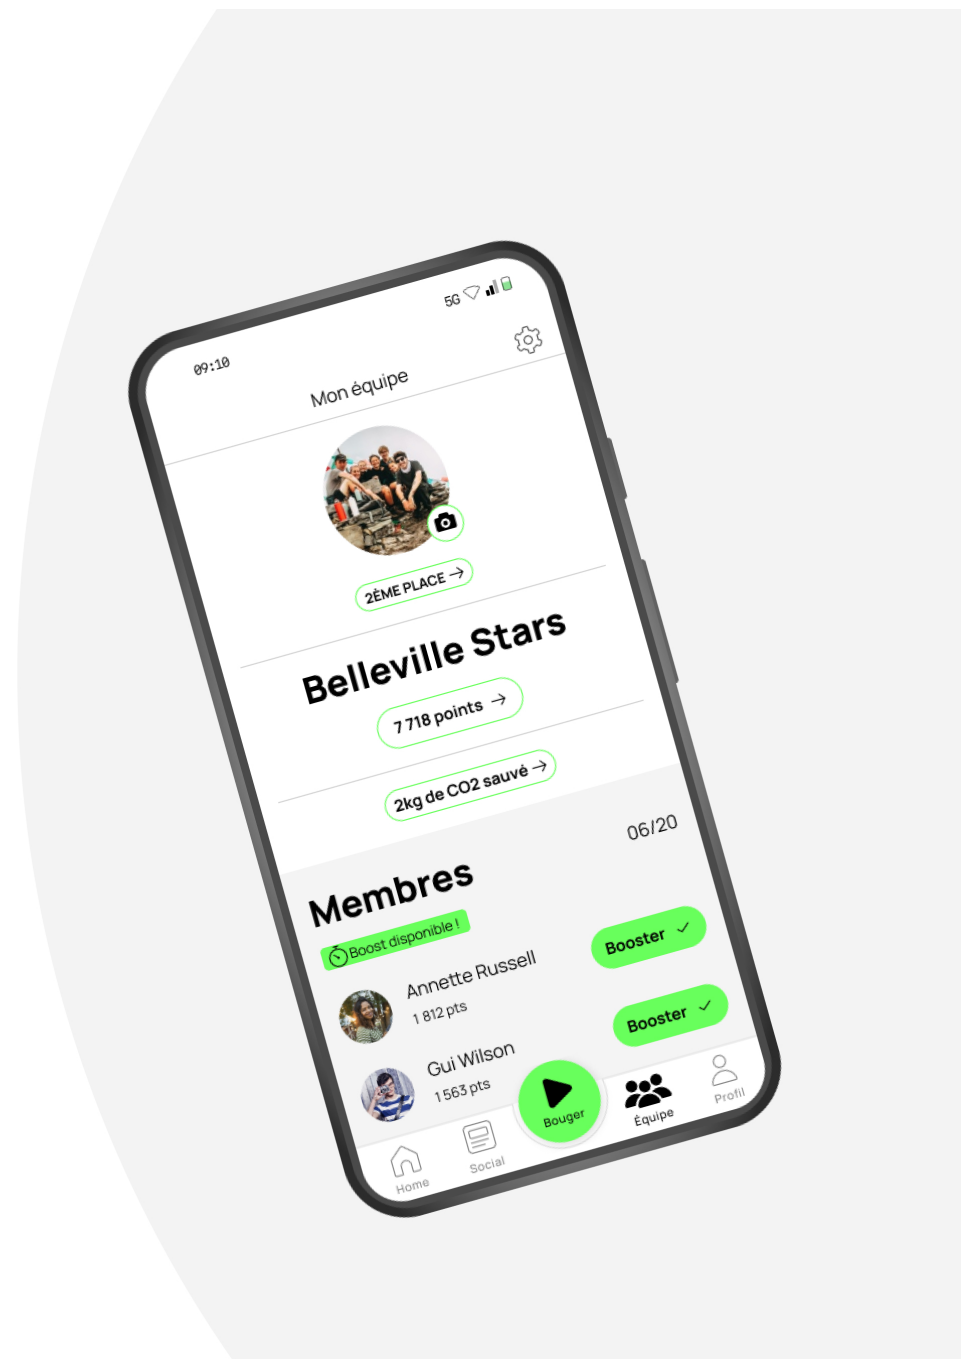 09:10
5G
Mon équipe
2ÈME PLACE
Belleville Stars
7 718 points
2kg de CO2 sauvé
Membres
06/20
Boost disponible !
Annette Russell
1 812 pts
Booster
Gui Wilson
1 563 pts
Booster
Home
Social
Bouger
Équipe
Profil